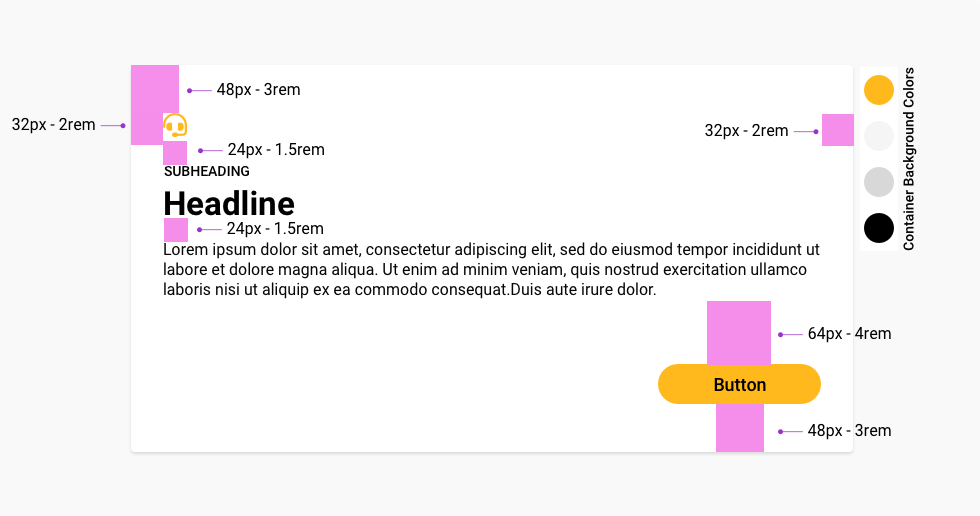 48px - 3rem
32px - 2rem
32px - 2rem
24px - 1.5rem
SUBHEADING
Headline
24px - 1.5rem
Lorem ipsum dolor sit amet, consectetur adipiscing elit, sed do eiusmod tempor incididunt ut
labore et dolore magna aliqua. Ut enim ad minim veniam, quis nostrud exercitation ullamco
laboris nisi ut aliquip ex ea commodo consequat.Duis aute irure dolor.
64px - 4rem
Button
48px - 3rem
Container Background Colors